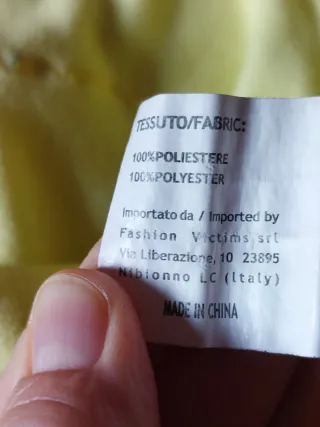 TESSUTO/FABRIC:
100%POLIESTERE
100%POLYESTER
Importato da / Imported by
Fashion Victims srl
Via Liberazione, 10 23895
Nibionno LC (ltaly)
MADE IN CHINA